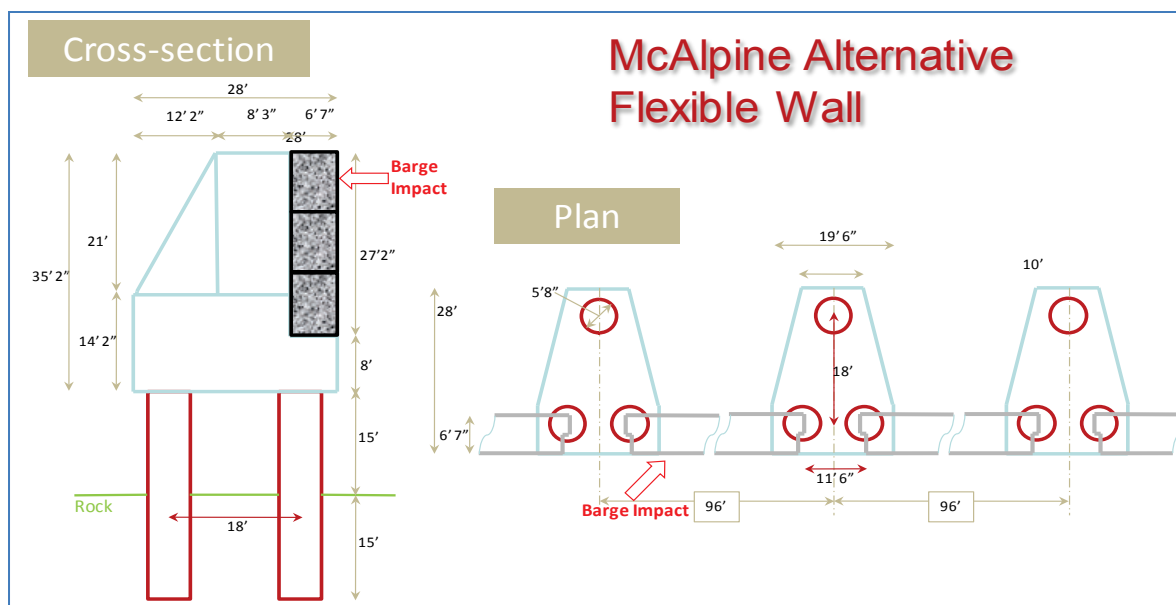 Cross-section
McAlpine Alternative
Flexible Wall
28’
12’ 2”
8’ 3”
6’ 7”
28’
Barge
Impact
21’
35’ 2”
27’2”
14’ 2”
8’
15’
Rock
18’
15’
Plan
19’ 6”
10’
5’8”
28’
18’
6’ 7”
11’ 6”
Barge Impact
96’
96’